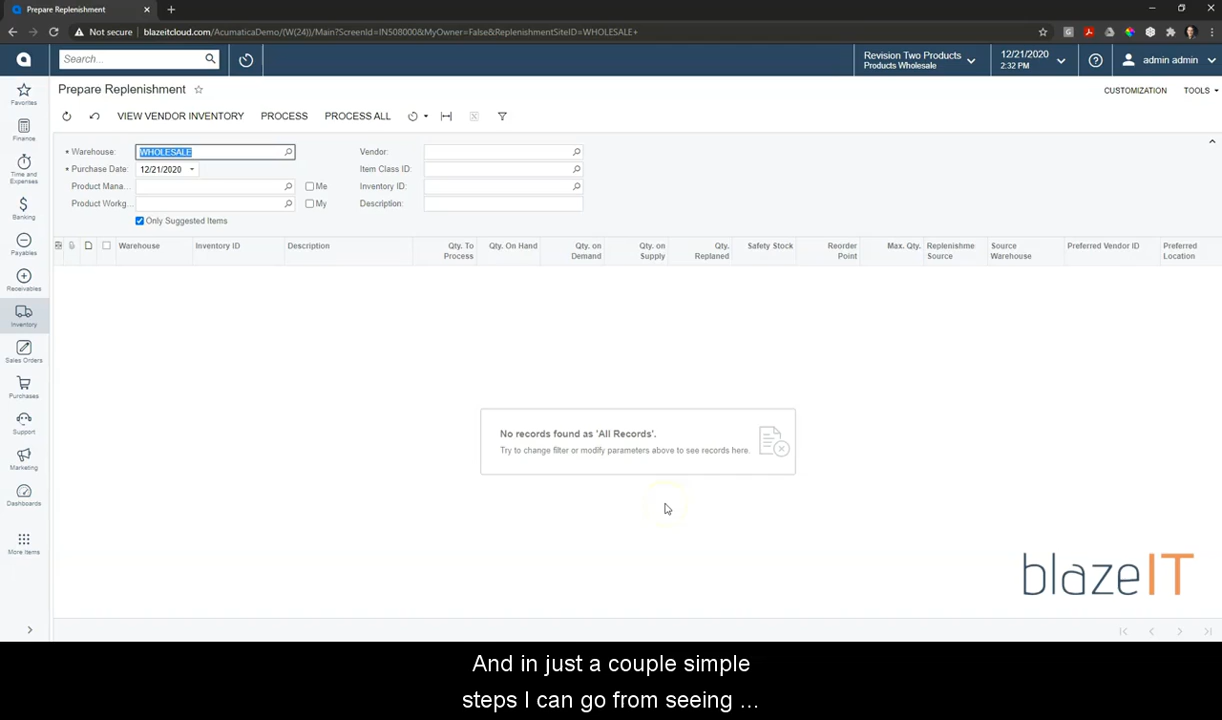 Prepare Replenishment
Not secure
blazeitcloud.com/AcumaticaDemo/(W(24))/Main?ScreenId=IN508000&MyOwner=False&ReplenishmentSiteID=WHOLESALE+
Search...
Revision Two Products
Products Wholesale
12/21/2020
2:32 PM
admin admin
Prepare Replenishment
CUSTOMIZATION
TOOLS
VIEW VENDOR INVENTORY
PROCESS
PROCESS ALL
Warehouse: WHOLESALE
Purchase Date: 12/21/2020
Product Mana...
Me
Product Workg...
My
Only Suggested Items
Vendor:
Item Class ID:
Inventory ID:
Description:
Warehouse
Inventory ID
Description
Qty. To Process
Qty. On Hand
Qty. on Demand
Qty. on Supply
Qty. Replaned
Safety Stock
Reorder Point
Max. Qty.
Replenishme Source
Source Warehouse
Preferred Vendor ID
Preferred Location
Favorites
Finance
Time and Expenses
Banking
Payables
Receivables
Inventory
Sales Orders
Purchases
Support
Marketing
Dashboards
More Items
No records found as 'All Records'.
Try to change filter or modify parameters above to see records here.
blazeIT
And in just a couple simple
steps I can go from seeing ...